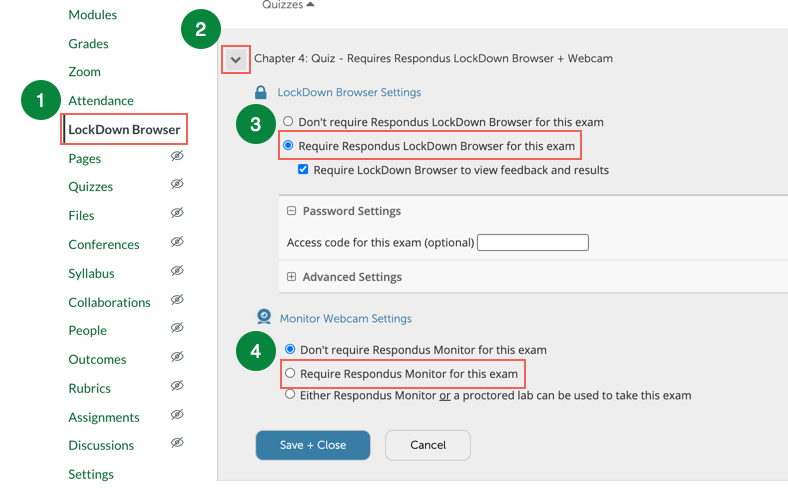 Modules
Grades
Zoom
1
Attendance
LockDown Browser
Pages
Quizzes
Files
Conferences
Syllabus
Collaborations
People
Outcomes
Rubrics
Assignments
Discussions
Settings
Quizzes
2
Chapter 4: Quiz - Requires Respondus LockDown Browser + Webcam
LockDown Browser Settings
3
Don't require Respondus LockDown Browser for this exam
Require Respondus LockDown Browser for this exam
Require LockDown Browser to view feedback and results
Password Settings
Access code for this exam (optional)
Advanced Settings
Monitor Webcam Settings
4
Don't require Respondus Monitor for this exam
Require Respondus Monitor for this exam
Either Respondus Monitor or a proctored lab can be used to take this exam
Save + Close
Cancel